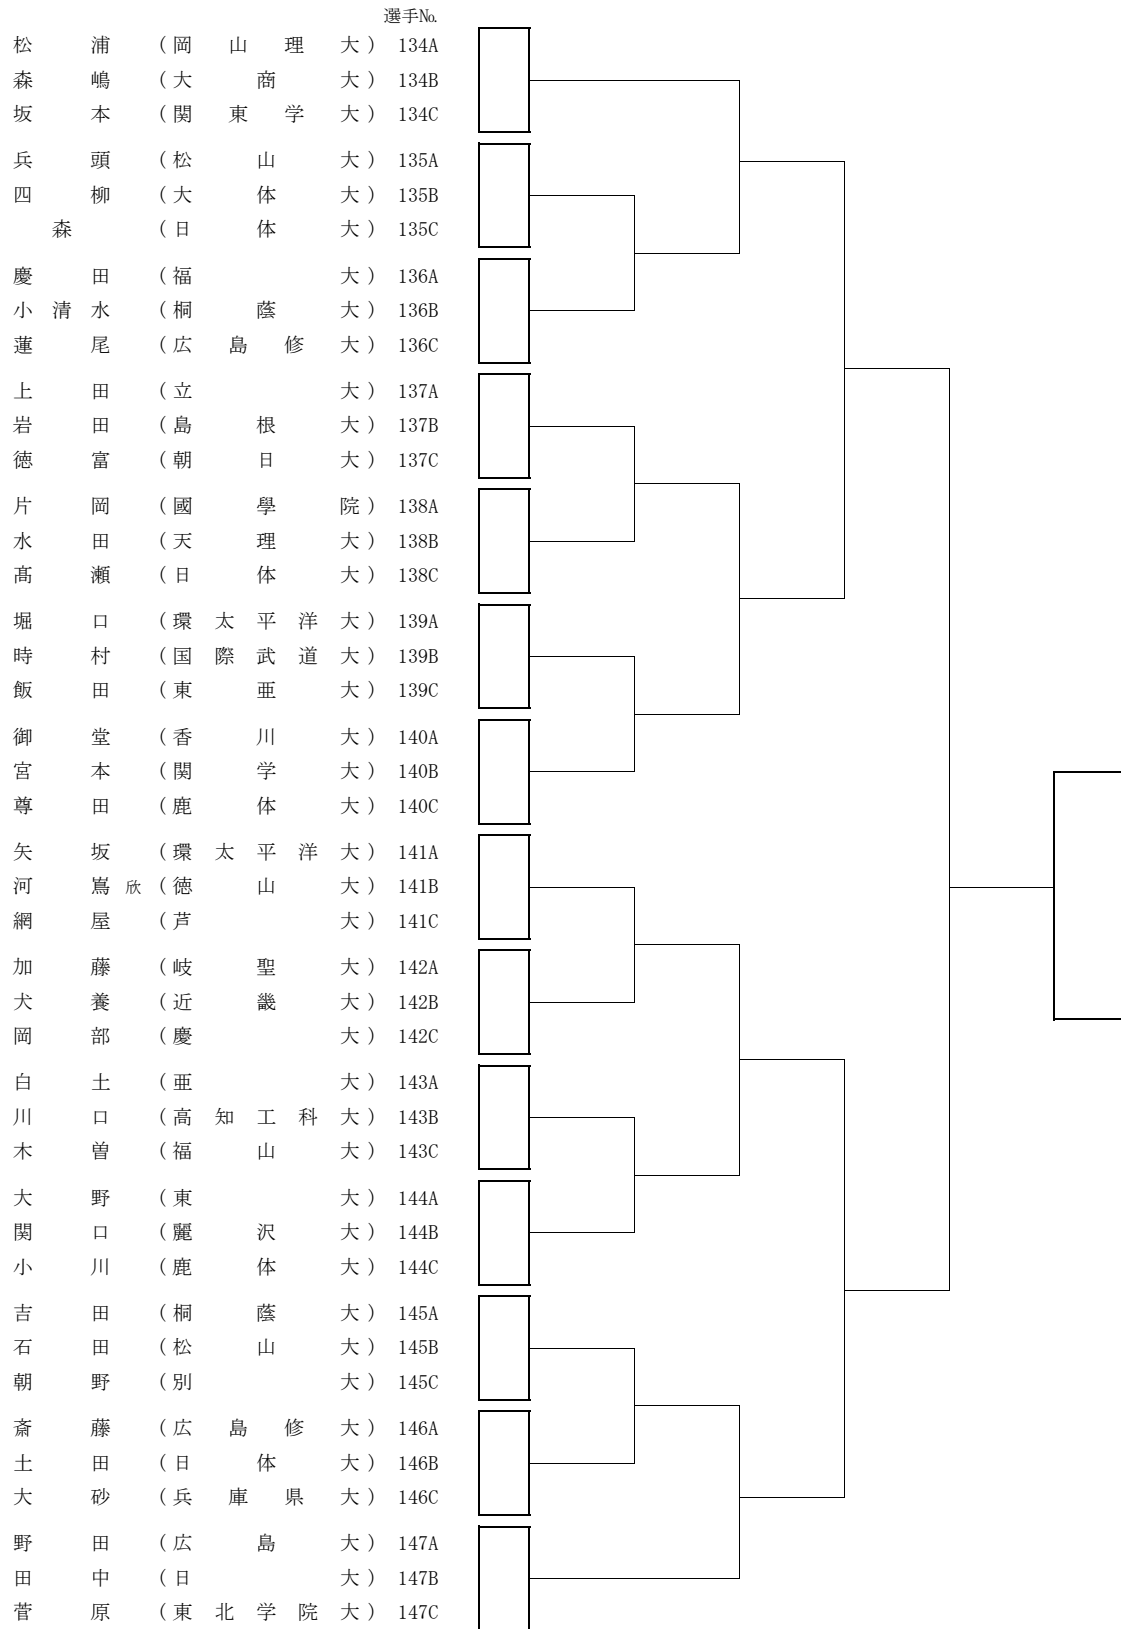 選手№
松浦（岡山理大） 134A
森嶋（大商大） 134B
坂本（関東学大） 134C
兵頭（松山大） 135A
四柳（大体大） 135B
森（日体大） 135C
慶田（福大） 136A
小清水（桐蔭大） 136B
蓮尾（広島修大） 136C
上田（立大） 137A
岩田（島根大） 137B
徳富（朝日大） 137C
片岡（國學院） 138A
水田（天理大） 138B
髙瀬（日体大） 138C
堀口（環太平洋大） 139A
時村（国際武道大） 139B
飯田（東亜大） 139C
御堂（香川大） 140A
宮本（関学大） 140B
尊田（鹿体大） 140C
矢坂（環太平洋大） 141A
河嶌欣（徳山大） 141B
網屋（芦大） 141C
加藤（岐聖大） 142A
犬養（近畿大） 142B
岡部（慶大） 142C
白土（亜大） 143A
川口（高知工科大） 143B
木曽（福山大） 143C
大野（東大） 144A
関口（麗沢大） 144B
小川（鹿体大） 144C
吉田（桐蔭大） 145A
石田（松山大） 145B
朝野（別大） 145C
斎藤（広島修大） 146A
土田（日体大） 146B
大砂（兵庫県大） 146C
野田（広島大） 147A
田中（日大） 147B
菅原（東北学院大） 147C